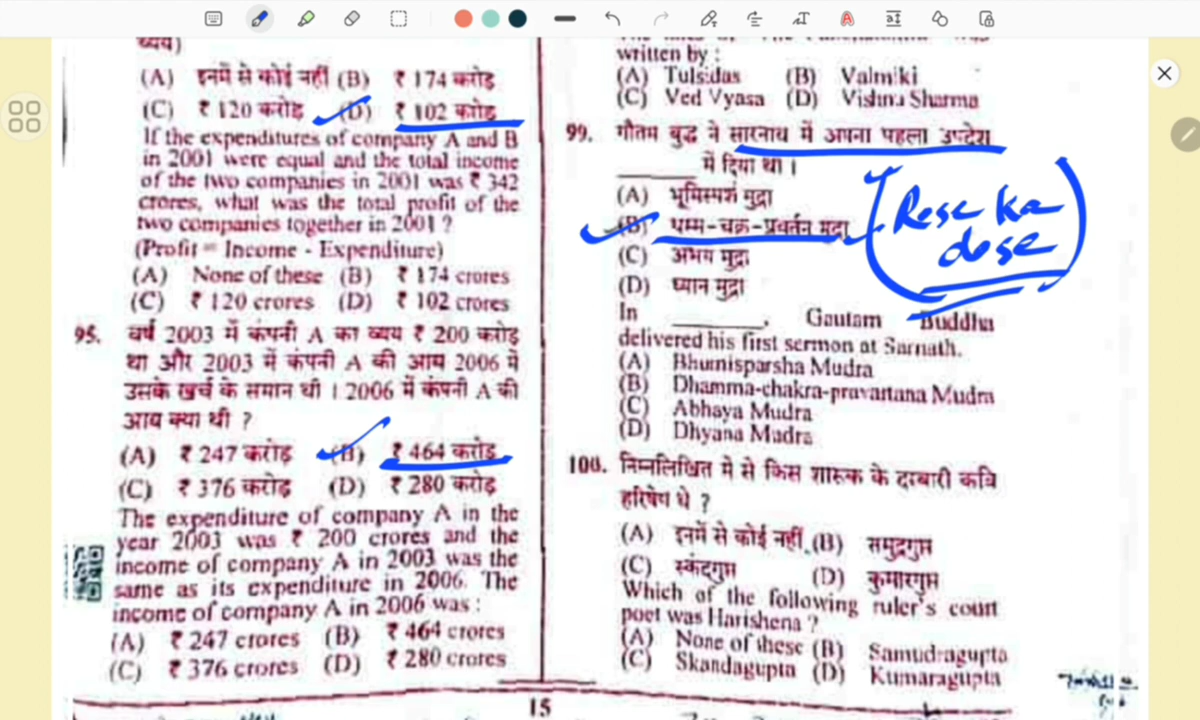 व्यय)
(A) इनमें से कोई नहीं (B) ₹ 174 करोड़
(C) ₹ 120 करोड़ (D) ₹ 102 करोड़
If the expenditures of company A and B
in 2001 were equal and the total income
of the two companies in 2001 was ₹ 342
crores, what was the total profit of the
two companies together in 2001 ?
(Profit = Income - Expenditure)
(A) None of these (B) ₹ 174 crores
(C) ₹ 120 crores (D) ₹ 102 crores
95. वर्ष 2003 में कंपनी A का व्यय ₹ 200 करोड़
था और 2003 में कंपनी A की आय 2006 में
उसके खर्च के समान थी । 2006 में कंपनी A की
आय क्या थी ?
(A) ₹ 247 करोड़ (B) ₹ 464 करोड़
(C) ₹ 376 करोड़ (D) ₹ 280 करोड़
The expenditure of company A in the
year 2003 was ₹ 200 crores and the
income of company A in 2003 was the
same as its expenditure in 2006. The
income of company A in 2006 was :
(A) ₹ 247 crores (B) ₹ 464 crores
(C) ₹ 376 crores (D) ₹ 280 crores
written by :
(A) Tulsidas (B) Valmiki
(C) Ved Vyasa (D) Vishnu Sharma
99. गौतम बुद्ध ने सारनाथ में अपना पहला उपदेश
______ में दिया था ।
(A) भूमिस्पर्श मुद्रा
(B) धम्म-चक्र-प्रवर्तन मुद्रा
(C) अभय मुद्रा
(D) ध्यान मुद्रा
In ______, Gautam Buddha
delivered his first sermon at Sarnath.
(A) Bhumisparsha Mudra
(B) Dhamma-chakra-pravartana Mudra
(C) Abhaya Mudra
(D) Dhyana Mudra
100. निम्नलिखित में से किस शासक के दरबारी कवि
हरिषेण थे ?
(A) इनमें से कोई नहीं (B) समुद्रगुप्त
(C) स्कंदगुप्त (D) कुमारगुप्त
Which of the following ruler's court
poet was Harishena ?
(A) None of these (B) Samudragupta
(C) Skandagupta (D) Kumaragupta
15
ka
dose